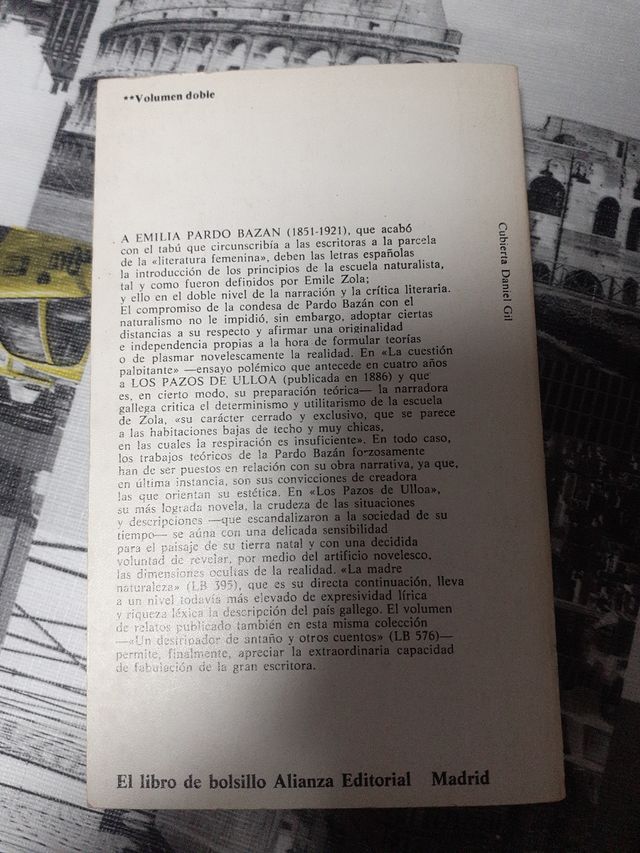 **Volumen doble
A EMILIA PARDO BAZAN (1851-1921), que acabó
con el tabú que circunscribía a las escritoras a la parcela
de la «literatura femenina», deben las letras españolas
la introducción de los principios de la escuela naturalista,
tal y como fueron definidos por Emile Zola;
y ello en el doble nivel de la narración y la crítica literaria.
El compromiso de la condesa de Pardo Bazán con el
naturalismo no le impidió, sin embargo, adoptar ciertas
distancias a su respecto y afirmar una originalidad
e independencia propias a la hora de formular teorías
o de plasmar novelescamente la realidad. En «La cuestión
palpitante» —ensayo polémico que antecede en cuatro años
a LOS PAZOS DE ULLOA (publicada en 1886) y que
es, en cierto modo, su preparación teórica— la narradora
gallega critica el determinismo y utilitarismo de la escuela
de Zola, «su carácter cerrado y exclusivo, que se parece
a las habitaciones bajas de techo y muy chicas,
en las cuales la respiración es insuficiente». En todo caso,
los trabajos teóricos de la Pardo Bazán forzosamente
han de ser puestos en relación con su obra narrativa, ya que,
en última instancia, son sus convicciones de creadora
las que orientan su estética. En «Los Pazos de Ulloa»,
su más lograda novela, la crudeza de las situaciones
y descripciones —que escandalizaron a la sociedad de su
tiempo— se aúna con una delicada sensibilidad
para el paisaje de su tierra natal y con una decidida
voluntad de revelar, por medio del artificio novelesco,
las dimensiones ocultas de la realidad. «La madre
naturaleza» (LB 395), que es su directa continuación, lleva
a un nivel todavía más elevado de expresividad lírica
y riqueza léxica la descripción del país gallego. El volumen
de relatos publicado también en esta misma colección
—«Un destripador de antaño y otros cuentos» (LB 576)—
permite, finalmente, apreciar la extraordinaria capacidad
de fabulación de la gran escritora.
Cubierta Daniel Gil
El libro de bolsillo Alianza Editorial Madrid